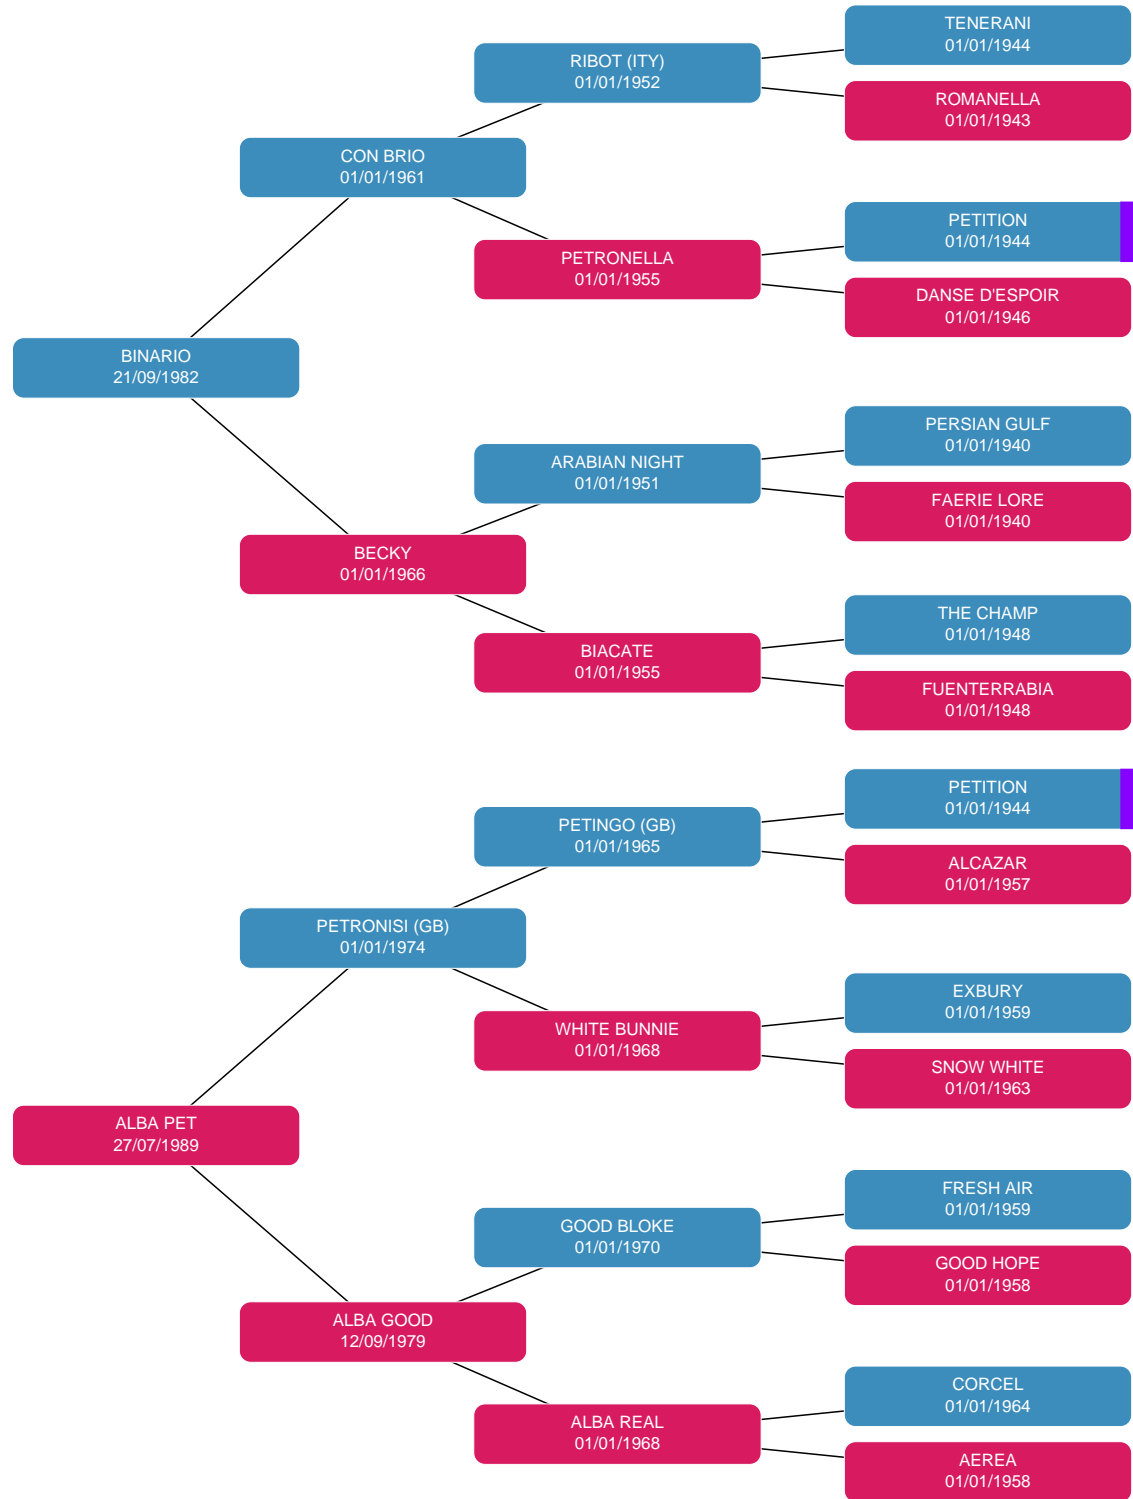 TENERANI
01/01/1944
RIBOT (ITY)
01/01/1952
ROMANELLA
01/01/1943
CON BRIO
01/01/1961
PETITION
01/01/1944
PETRONELLA
01/01/1955
DANSE D'ESPOIR
01/01/1946
BINARIO
21/09/1982
PERSIAN GULF
01/01/1940
ARABIAN NIGHT
01/01/1951
FAERIE LORE
01/01/1940
BECKY
01/01/1966
THE CHAMP
01/01/1948
BIACATE
01/01/1955
FUENTERRABIA
01/01/1948
PETITION
01/01/1944
PETINGO (GB)
01/01/1965
ALCAZAR
01/01/1957
PETRONISI (GB)
01/01/1974
EXBURY
01/01/1959
WHITE BUNNIE
01/01/1968
SNOW WHITE
01/01/1963
ALBA PET
27/07/1989
FRESH AIR
01/01/1959
GOOD BLOKE
01/01/1970
GOOD HOPE
01/01/1958
ALBA GOOD
12/09/1979
CORCEL
01/01/1964
ALBA REAL
01/01/1968
AEREA
01/01/1958